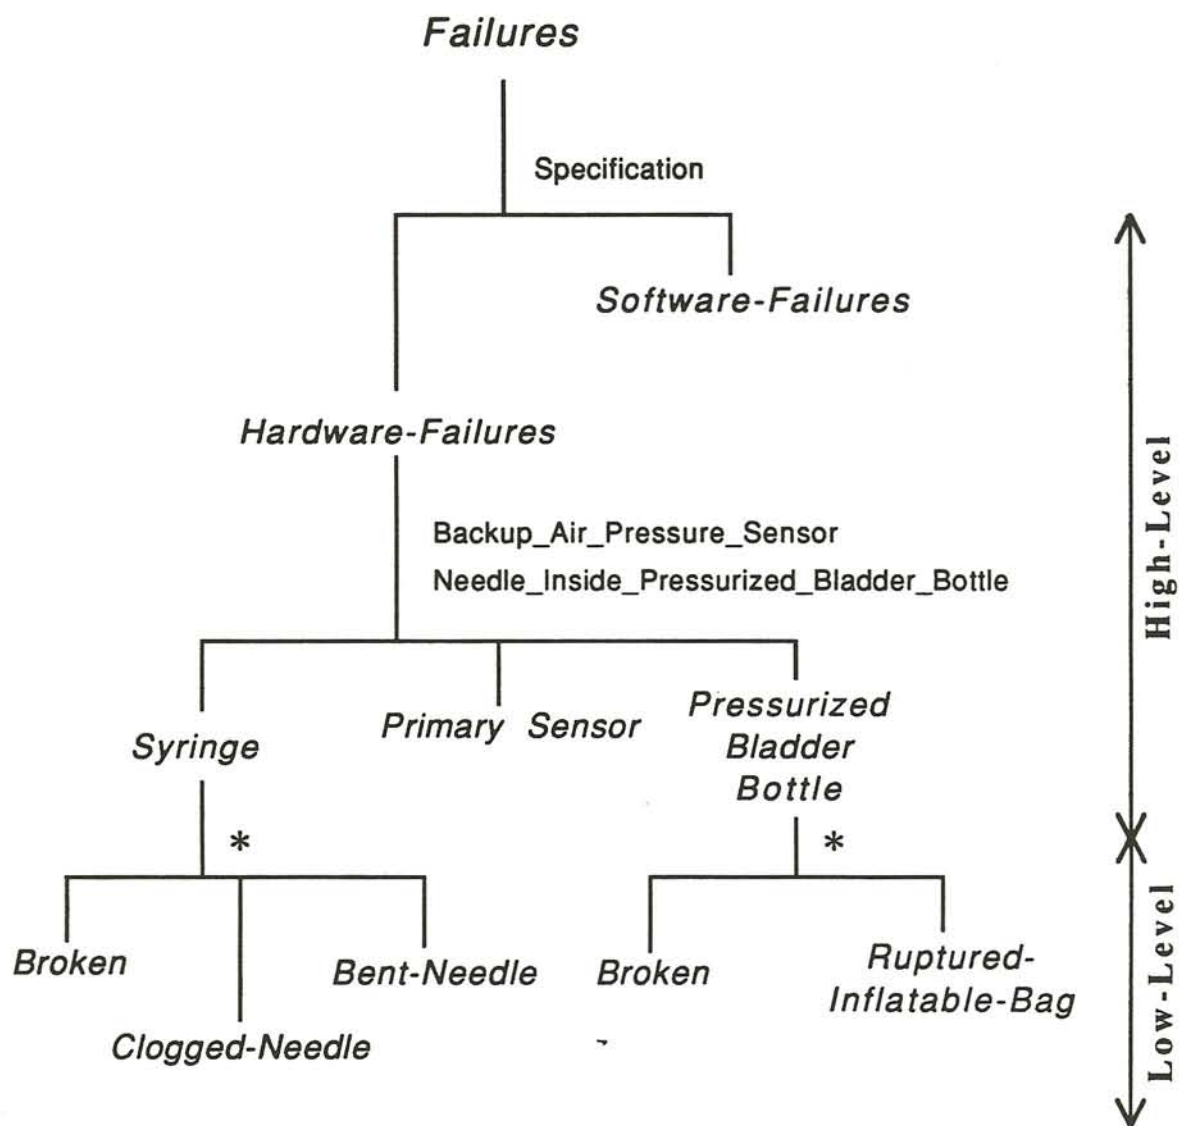 Failures
Specification
Software-Failures
Hardware-Failures
Backup_Air_Pressure_Sensor
Needle_Inside_Pressurized_Bladder_Bottle
High-Level
Syringe
Primary Sensor
Pressurized
Bladder
Bottle
*
*
Broken
Clogged-Needle
Bent-Needle
Broken
Ruptured-
Inflatable-Bag
Low-Level